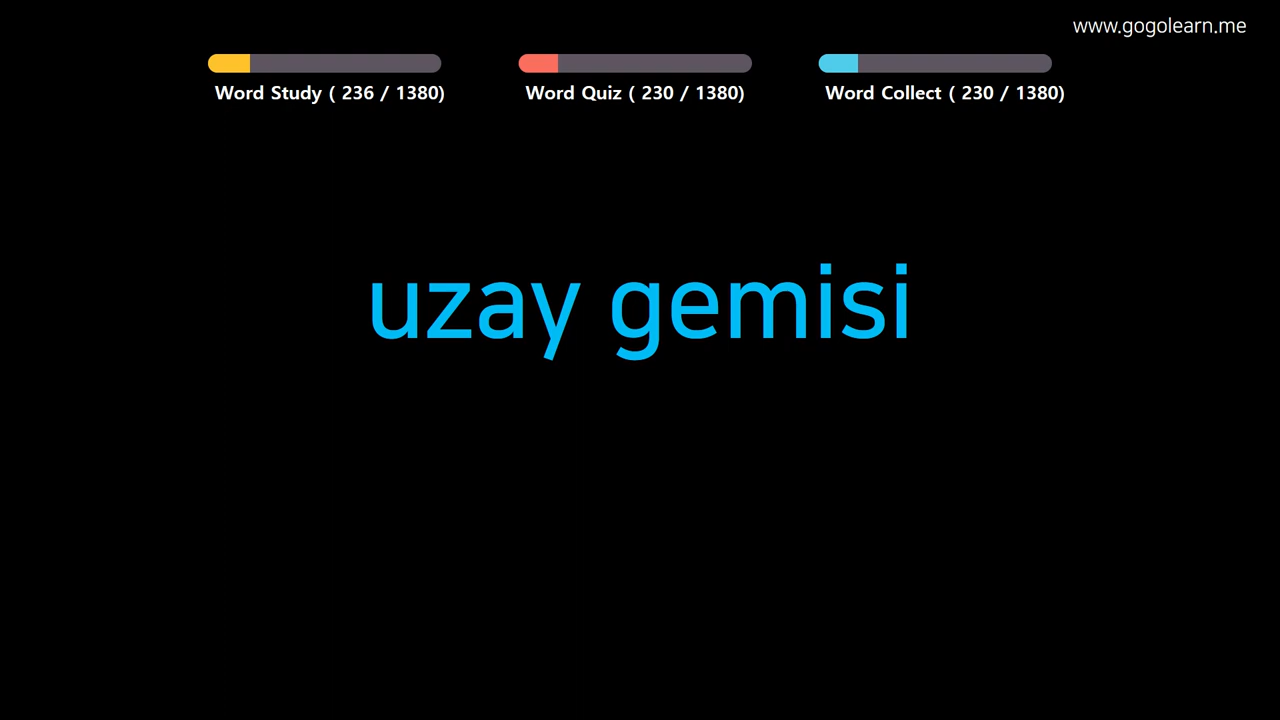 www.gogolearn.me
Word Study ( 236 / 1380)
Word Quiz ( 230 / 1380)
Word Collect ( 230 / 1380)
uzay gemisi